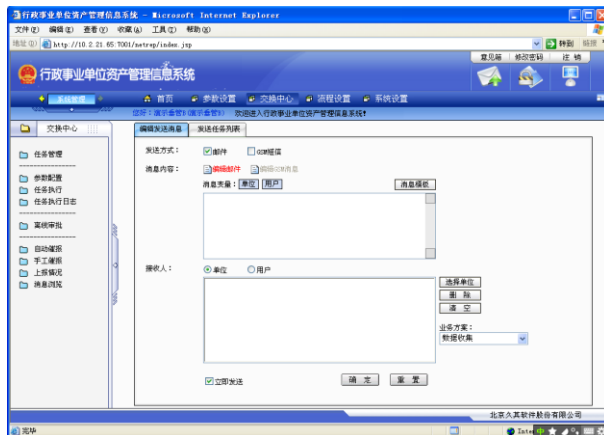 行政事业单位资产管理信息系统 - Microsoft Internet Explorer
文件(F) 编辑(E) 查看(V) 收藏(A) 工具(T) 帮助(H)
地址(D) http://10.2.21.65:7001/netrep/index.jsp 转到 链接
意见箱 修改密码 注 销
行政事业单位资产管理信息系统
系统管理 首页 参数设置 交换中心 流程设置 系统设置
欢迎进入行政事业单位资产管理信息系统!
交换中心
编辑发送消息 发送任务列表
任务管理
参数配置
任务执行
任务执行日志
离线审批
自动催报
手工催报
上报情况
消息浏览
发送方式: 邮件 GSM短信
消息内容: 编辑邮件 编辑GSM消息
消息变量: 单位 用户 消息模板
接收人: 单位 用户
选择单位
删 除
清 空
业务方案:
数据收集
立即发送 确 定 重 置
北京久其软件股份有限公司
完毕 Inte